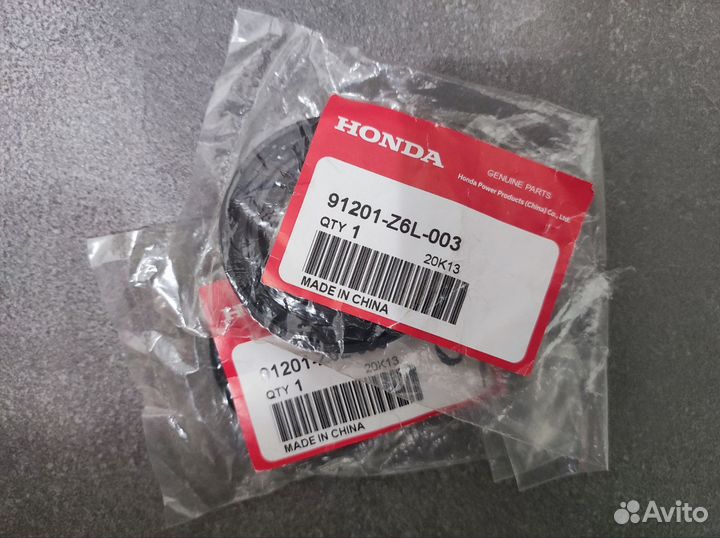 HONDA
GENUINE PARTS
Honda Power Products (China) Co., Ltd.
91201-Z6L-003
QTY 1
20K13
MADE IN CHINA
H
91201-
20K13
QTY 1
MADE IN CHINA
Avito